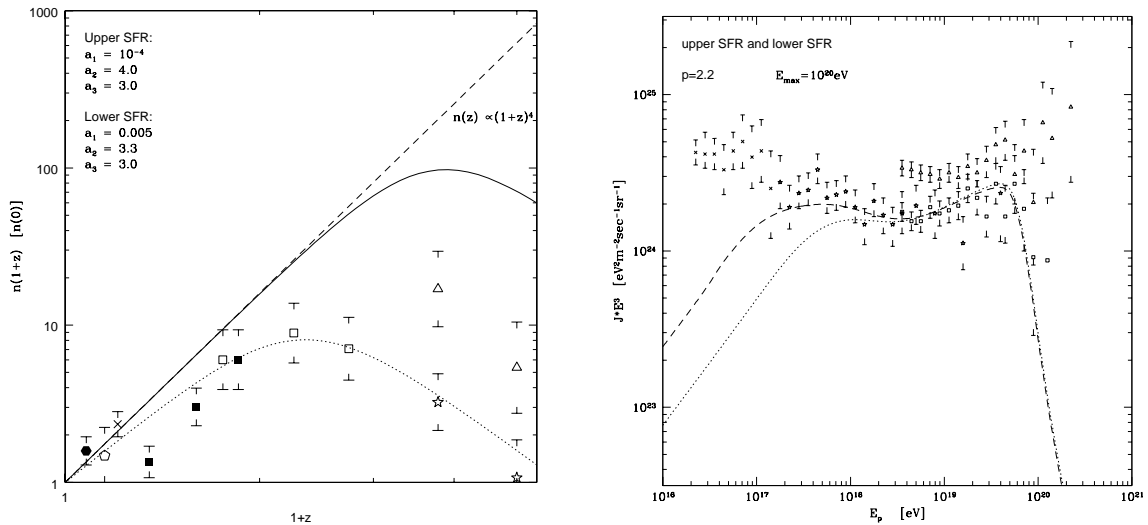 1000
100
10
1
n(1+z) [n(0)]
Upper SFR:
a₁ = 10⁻⁴
a₂ = 4.0
a₃ = 3.0
Lower SFR:
a₁ = 0.005
a₂ = 3.3
a₃ = 3.0
n(z) ∝(1+z)⁴
1
1+z
upper SFR and lower SFR
p=2.2 Eₘₐₓ=10²⁰eV
10²⁵
10²⁴
10²³
J*E³ [eV²m⁻²sec⁻¹sr⁻¹]
10¹⁶ 10¹⁷ 10¹⁸ 10¹⁹ 10²⁰ 10²¹
Eₚ [eV]